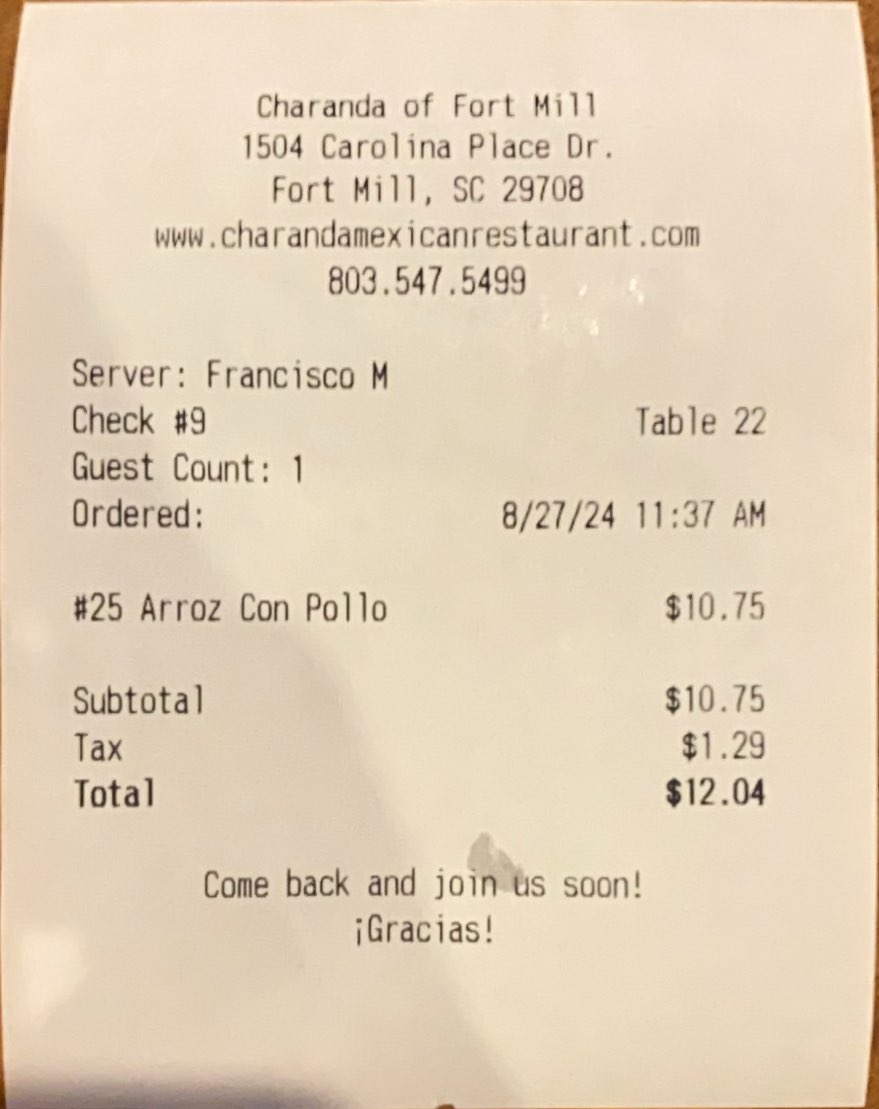 Charanda of Fort Mill
1504 Carolina Place Dr.
Fort Mill, SC 29708
www.charandamexicanrestaurant.com
803.547.5499
Server: Francisco M
Check #9 Table 22
Guest Count: 1
Ordered: 8/27/24 11:37 AM
#25 Arroz Con Pollo $10.75
Subtotal $10.75
Tax $1.29
Total $12.04
Come back and join us soon!
¡Gracias!